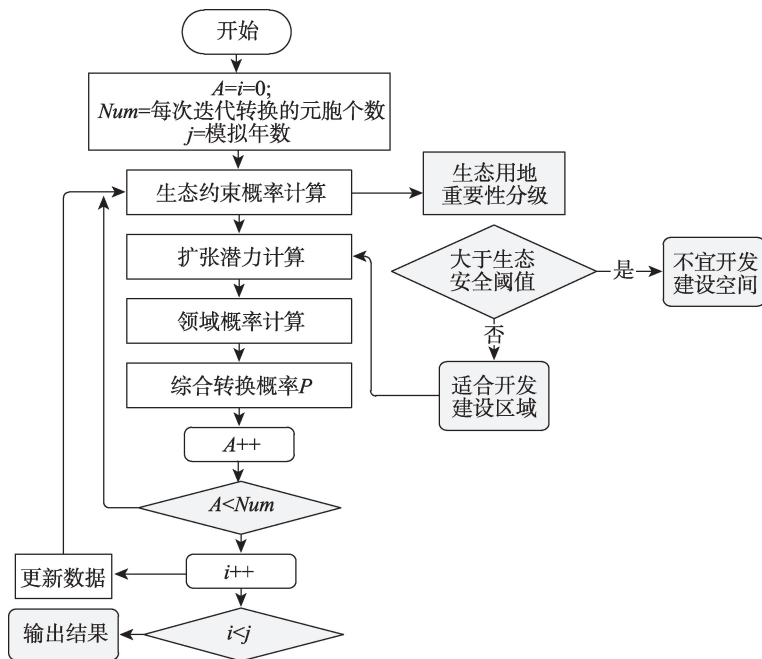 开始
A=i=0;
Num=每次迭代转换的元胞个数
j=模拟年数
生态约束概率计算
生态用地
重要性分级
扩张潜力计算
大于生态
安全阈值
是
不宜开发
建设空间
领域概率计算
否
综合转换概率P
适合开发
建设区域
A++
A<Num
更新数据
i++
输出结果
i<j